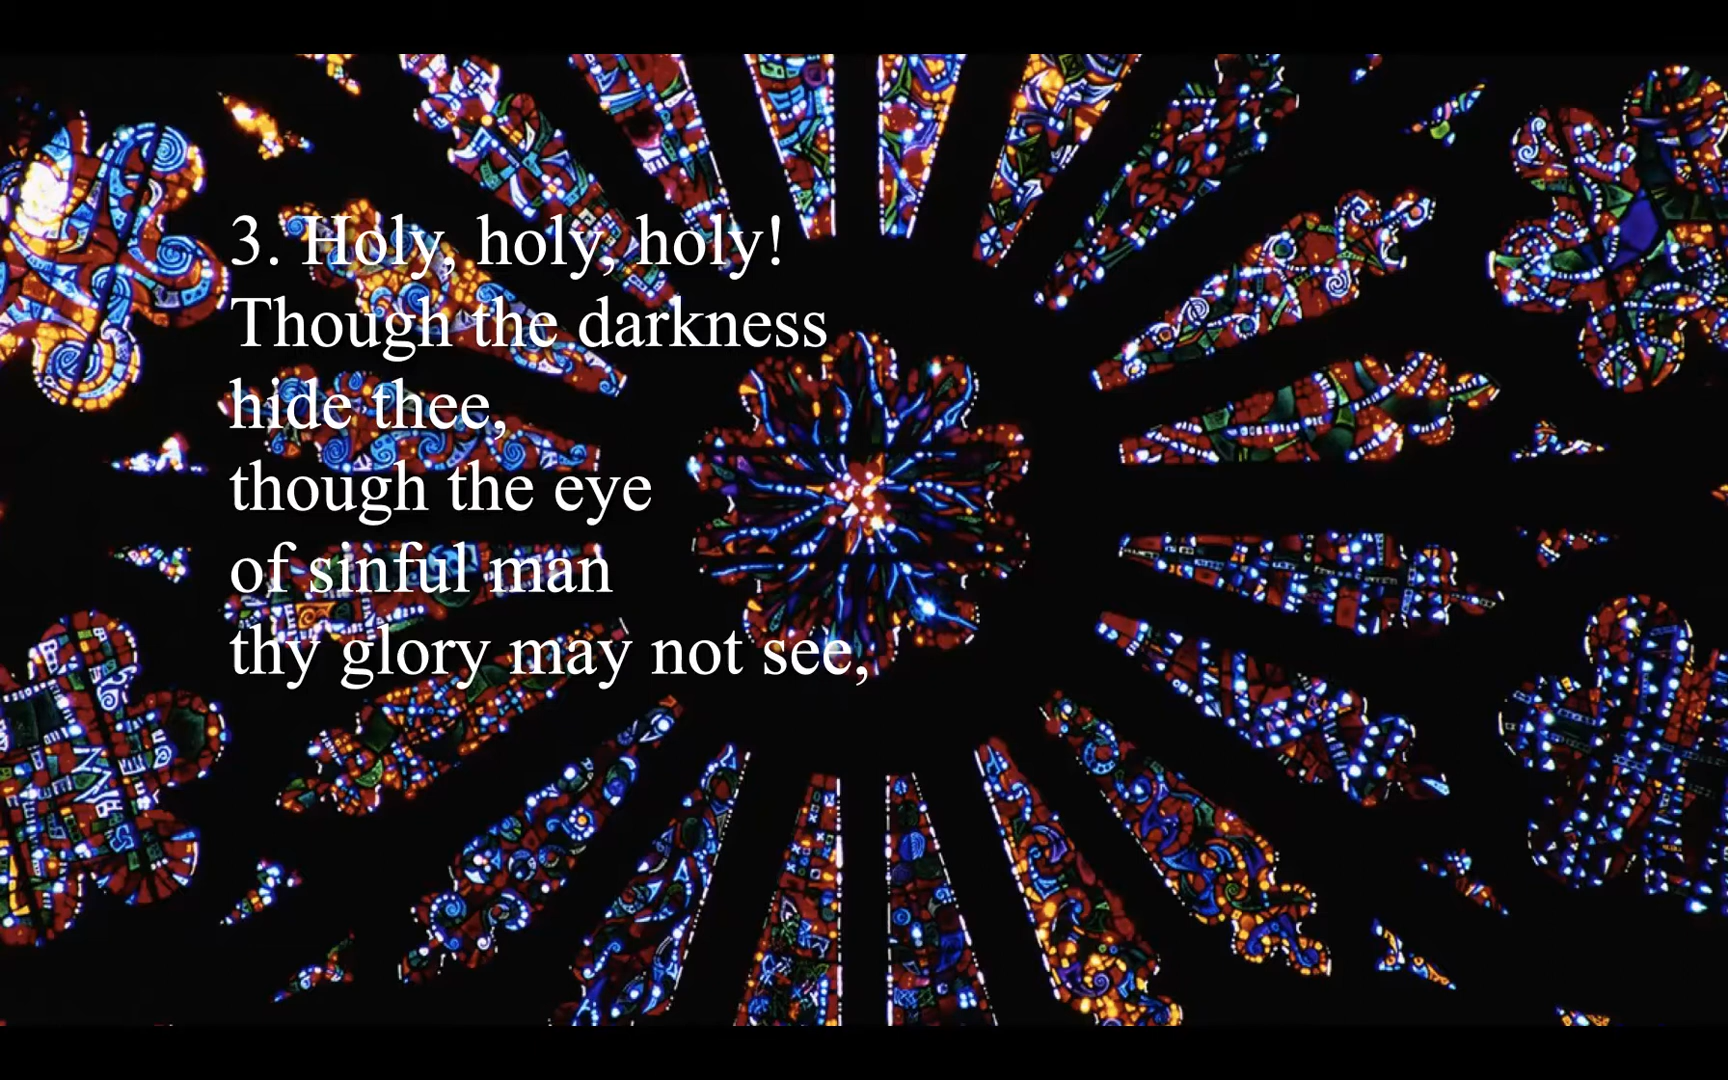 3. Holy, holy, holy!
Though the darkness
hide thee,
though the eye
of sinful man
thy glory may not see,